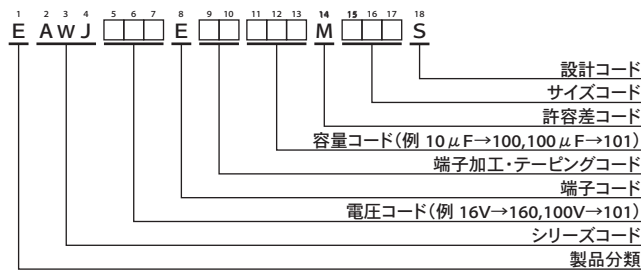 1 2 3 4 5 6 7 8 9 10 11 12 13 14 15 16 17 18
E A W J □□□ E □□ □□□ M □□□ S
設計コード
サイズコード
許容差コード
容量コード(例 10μF→100,100μF→101)
端子加工・テーピングコード
端子コード
電圧コード(例 16V→160,100V→101)
シリーズコード
製品分類